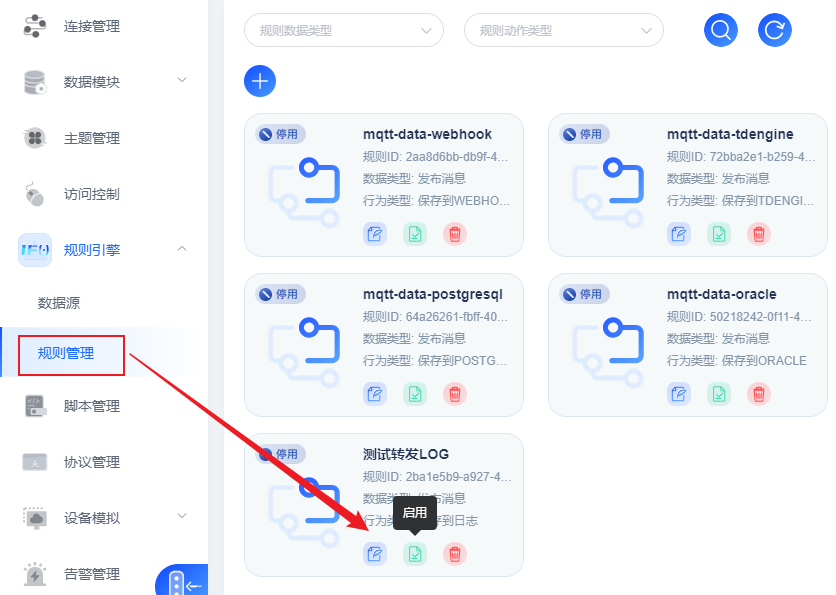 连接管理
数据模块
主题管理
访问控制
IF()
规则引擎
数据源
规则管理
脚本管理
协议管理
设备模拟
告警管理
规则数据类型
规则动作类型
停用
mqtt-data-webhook
规则ID: 2aa8d6bb-db9f-4...
数据类型: 发布消息
行为类型: 保存到WEBHO...
停用
mqtt-data-tdengine
规则ID: 72bba2e1-b259-4...
数据类型: 发布消息
行为类型: 保存到TDENGI...
停用
mqtt-data-postgresql
规则ID: 64a26261-fbff-40...
数据类型: 发布消息
行为类型: 保存到POSTG...
停用
mqtt-data-oracle
规则ID: 50218242-0f11-4...
数据类型: 发布消息
行为类型: 保存到ORACLE
停用
测试转发LOG
规则ID: 2ba1e5b9-a927-4...
数据类 布消息
行为 存到日志
启用